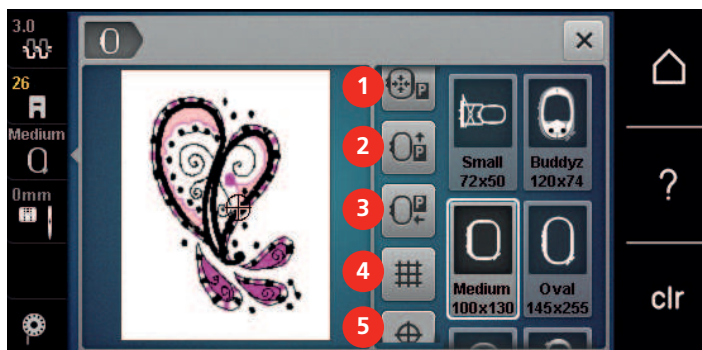 3.0
26
Medium
0mm
1
2
3
4
5
P
P
P
Small
72x50
Buddyz
120x74
Medium
100x130
Oval
145x255
?
clr